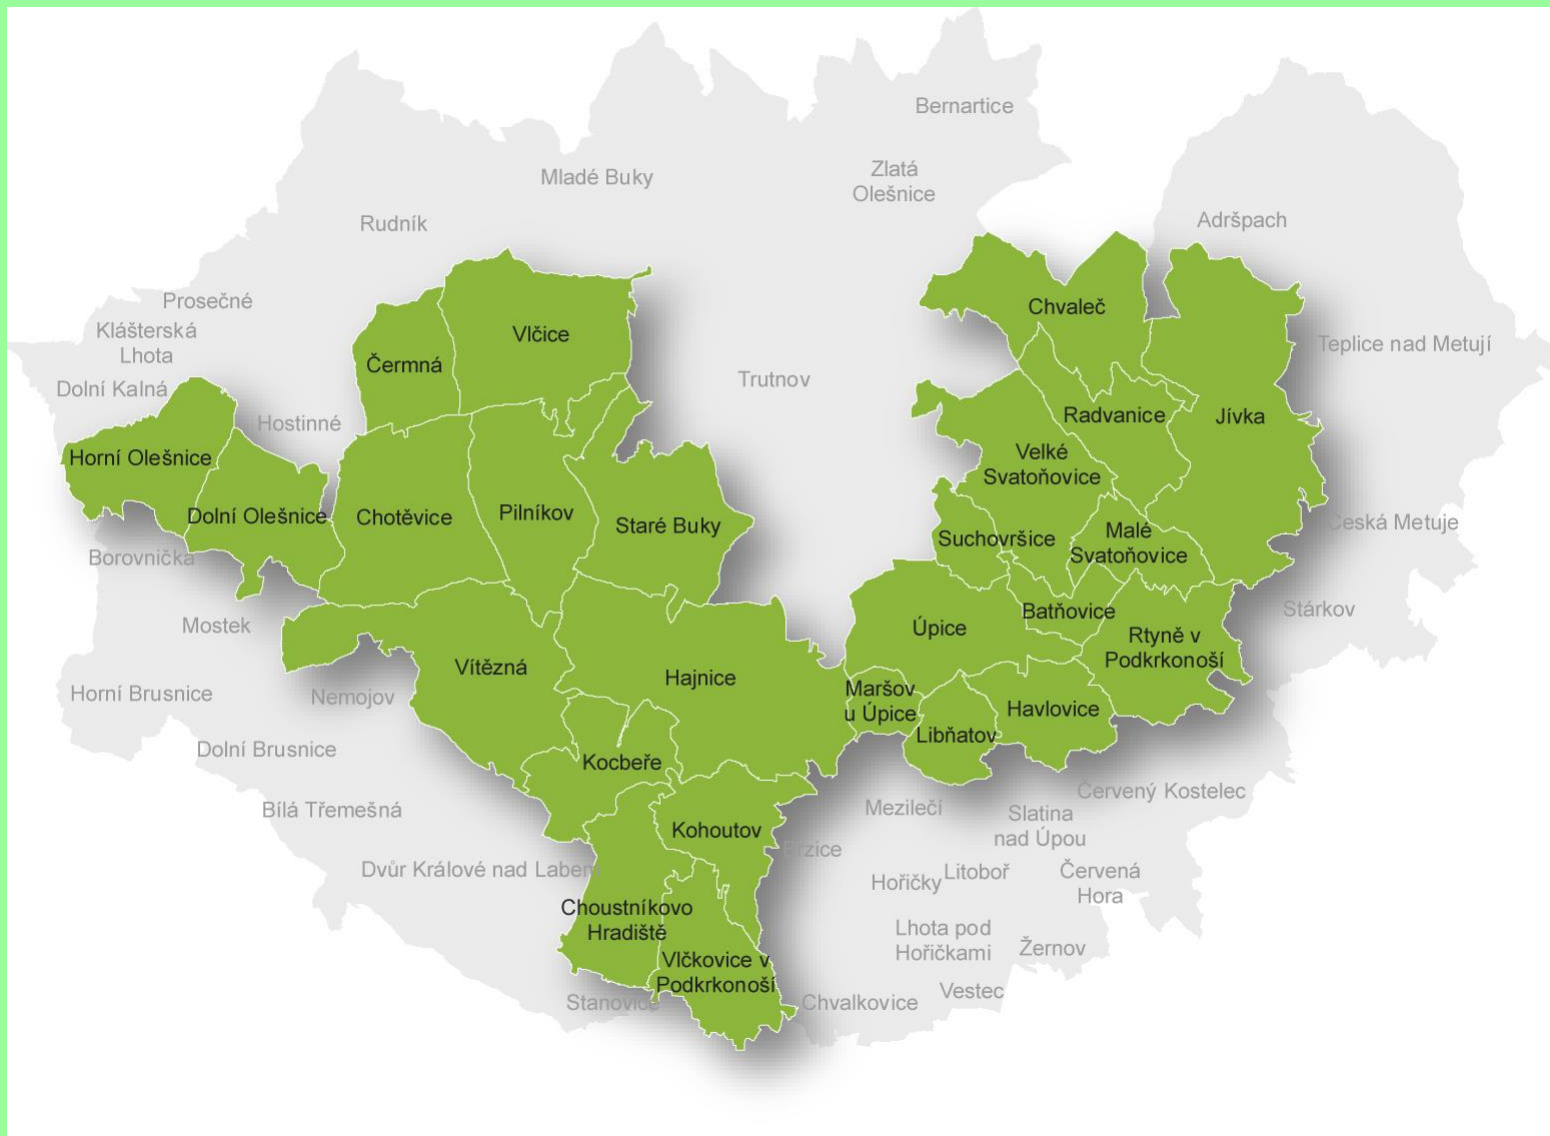 Bernartice
Mladé Buky
Zlatá
Olešnice
Rudník
Adršpach
Prosečné
Chvaleč
Klášterská
Lhota
Vlčice
Teplice nad Metují
Čermná
Trutnov
Dolní Kalná
Hostinné
Radvanice
Jívka
Horní Olešnice
Velké
Svatoňovice
Dolní Olešnice
Chotěvice
Pilníkov
Staré Buky
Česká Metuje
Suchovršice
Malé
Svatoňovice
Borovnička
Mostek
Úpice
Batňovice
Stárkov
Rtyně v
Podkrkonoší
Vítězná
Hajnice
Horní Brusnice
Nemojov
Maršov
u Úpice
Havlovice
Libňatov
Dolní Brusnice
Kocbeře
Červený Kostelec
Bílá Třemešná
Mezilečí
Slatina
nad Úpou
Kohoutov
Brzice
Dvůr Králové nad Labem
Hořičky
Litoboř
Červená
Hora
Choustníkovo
Hradiště
Lhota pod
Hořičkami
Žernov
Vlčkovice v
Podkrkonoší
Stanovice
Chvalkovice
Vestec